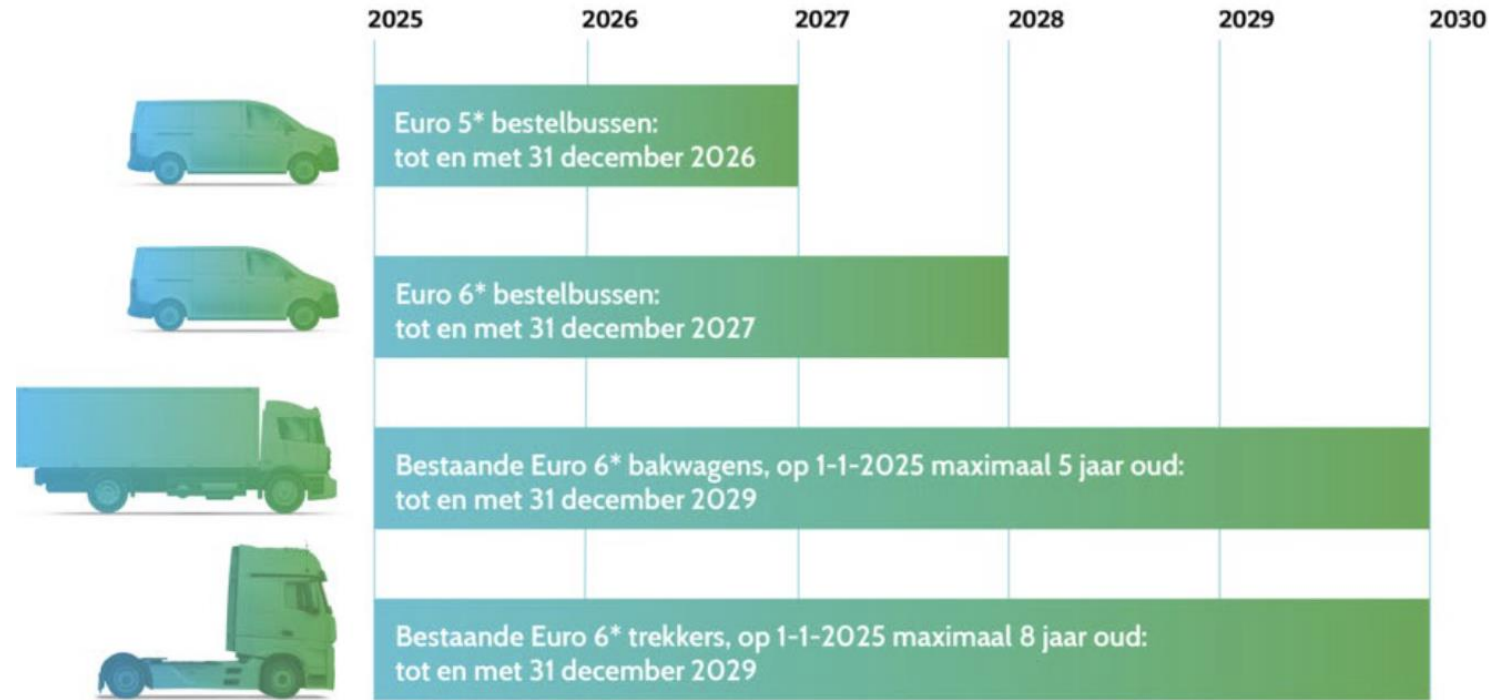 2025 2026 2027 2028 2029 2030
Euro 5* bestelbussen:
tot en met 31 december 2026
Euro 6* bestelbussen:
tot en met 31 december 2027
Bestaande Euro 6* bakwagens, op 1-1-2025 maximaal 5 jaar oud:
tot en met 31 december 2029
Bestaande Euro 6* trekkers, op 1-1-2025 maximaal 8 jaar oud:
tot en met 31 december 2029